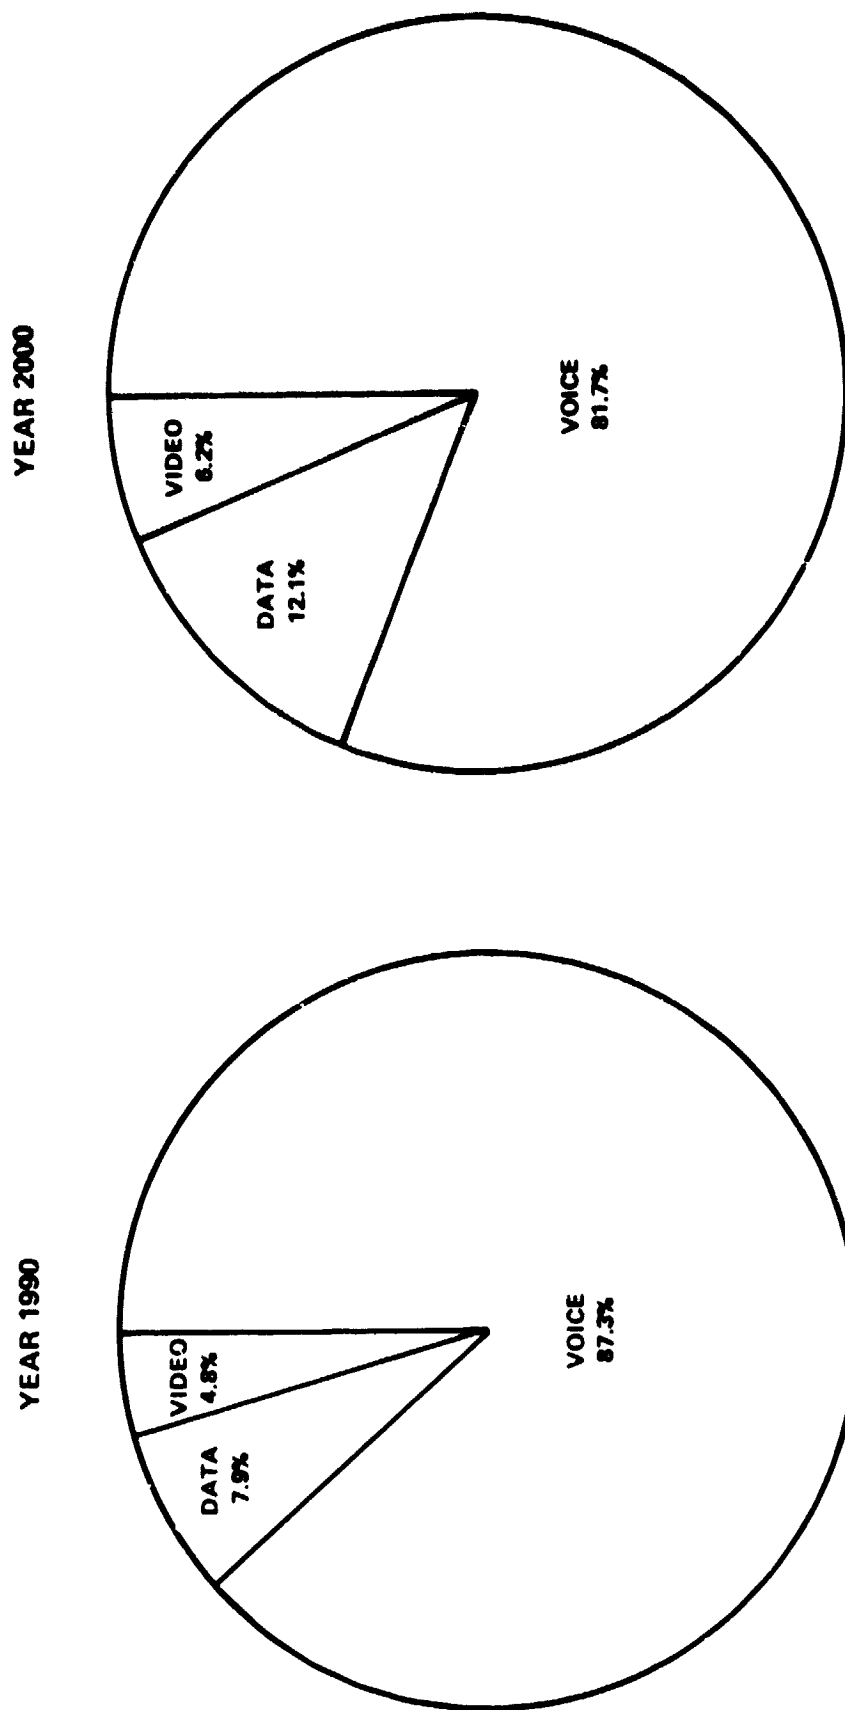 YEAR 1990
VIDEO
4.8%
DATA
7.9%
VOICE
87.3%
YEAR 2000
VIDEO
6.2%
DATA
12.1%
VOICE
81.7%